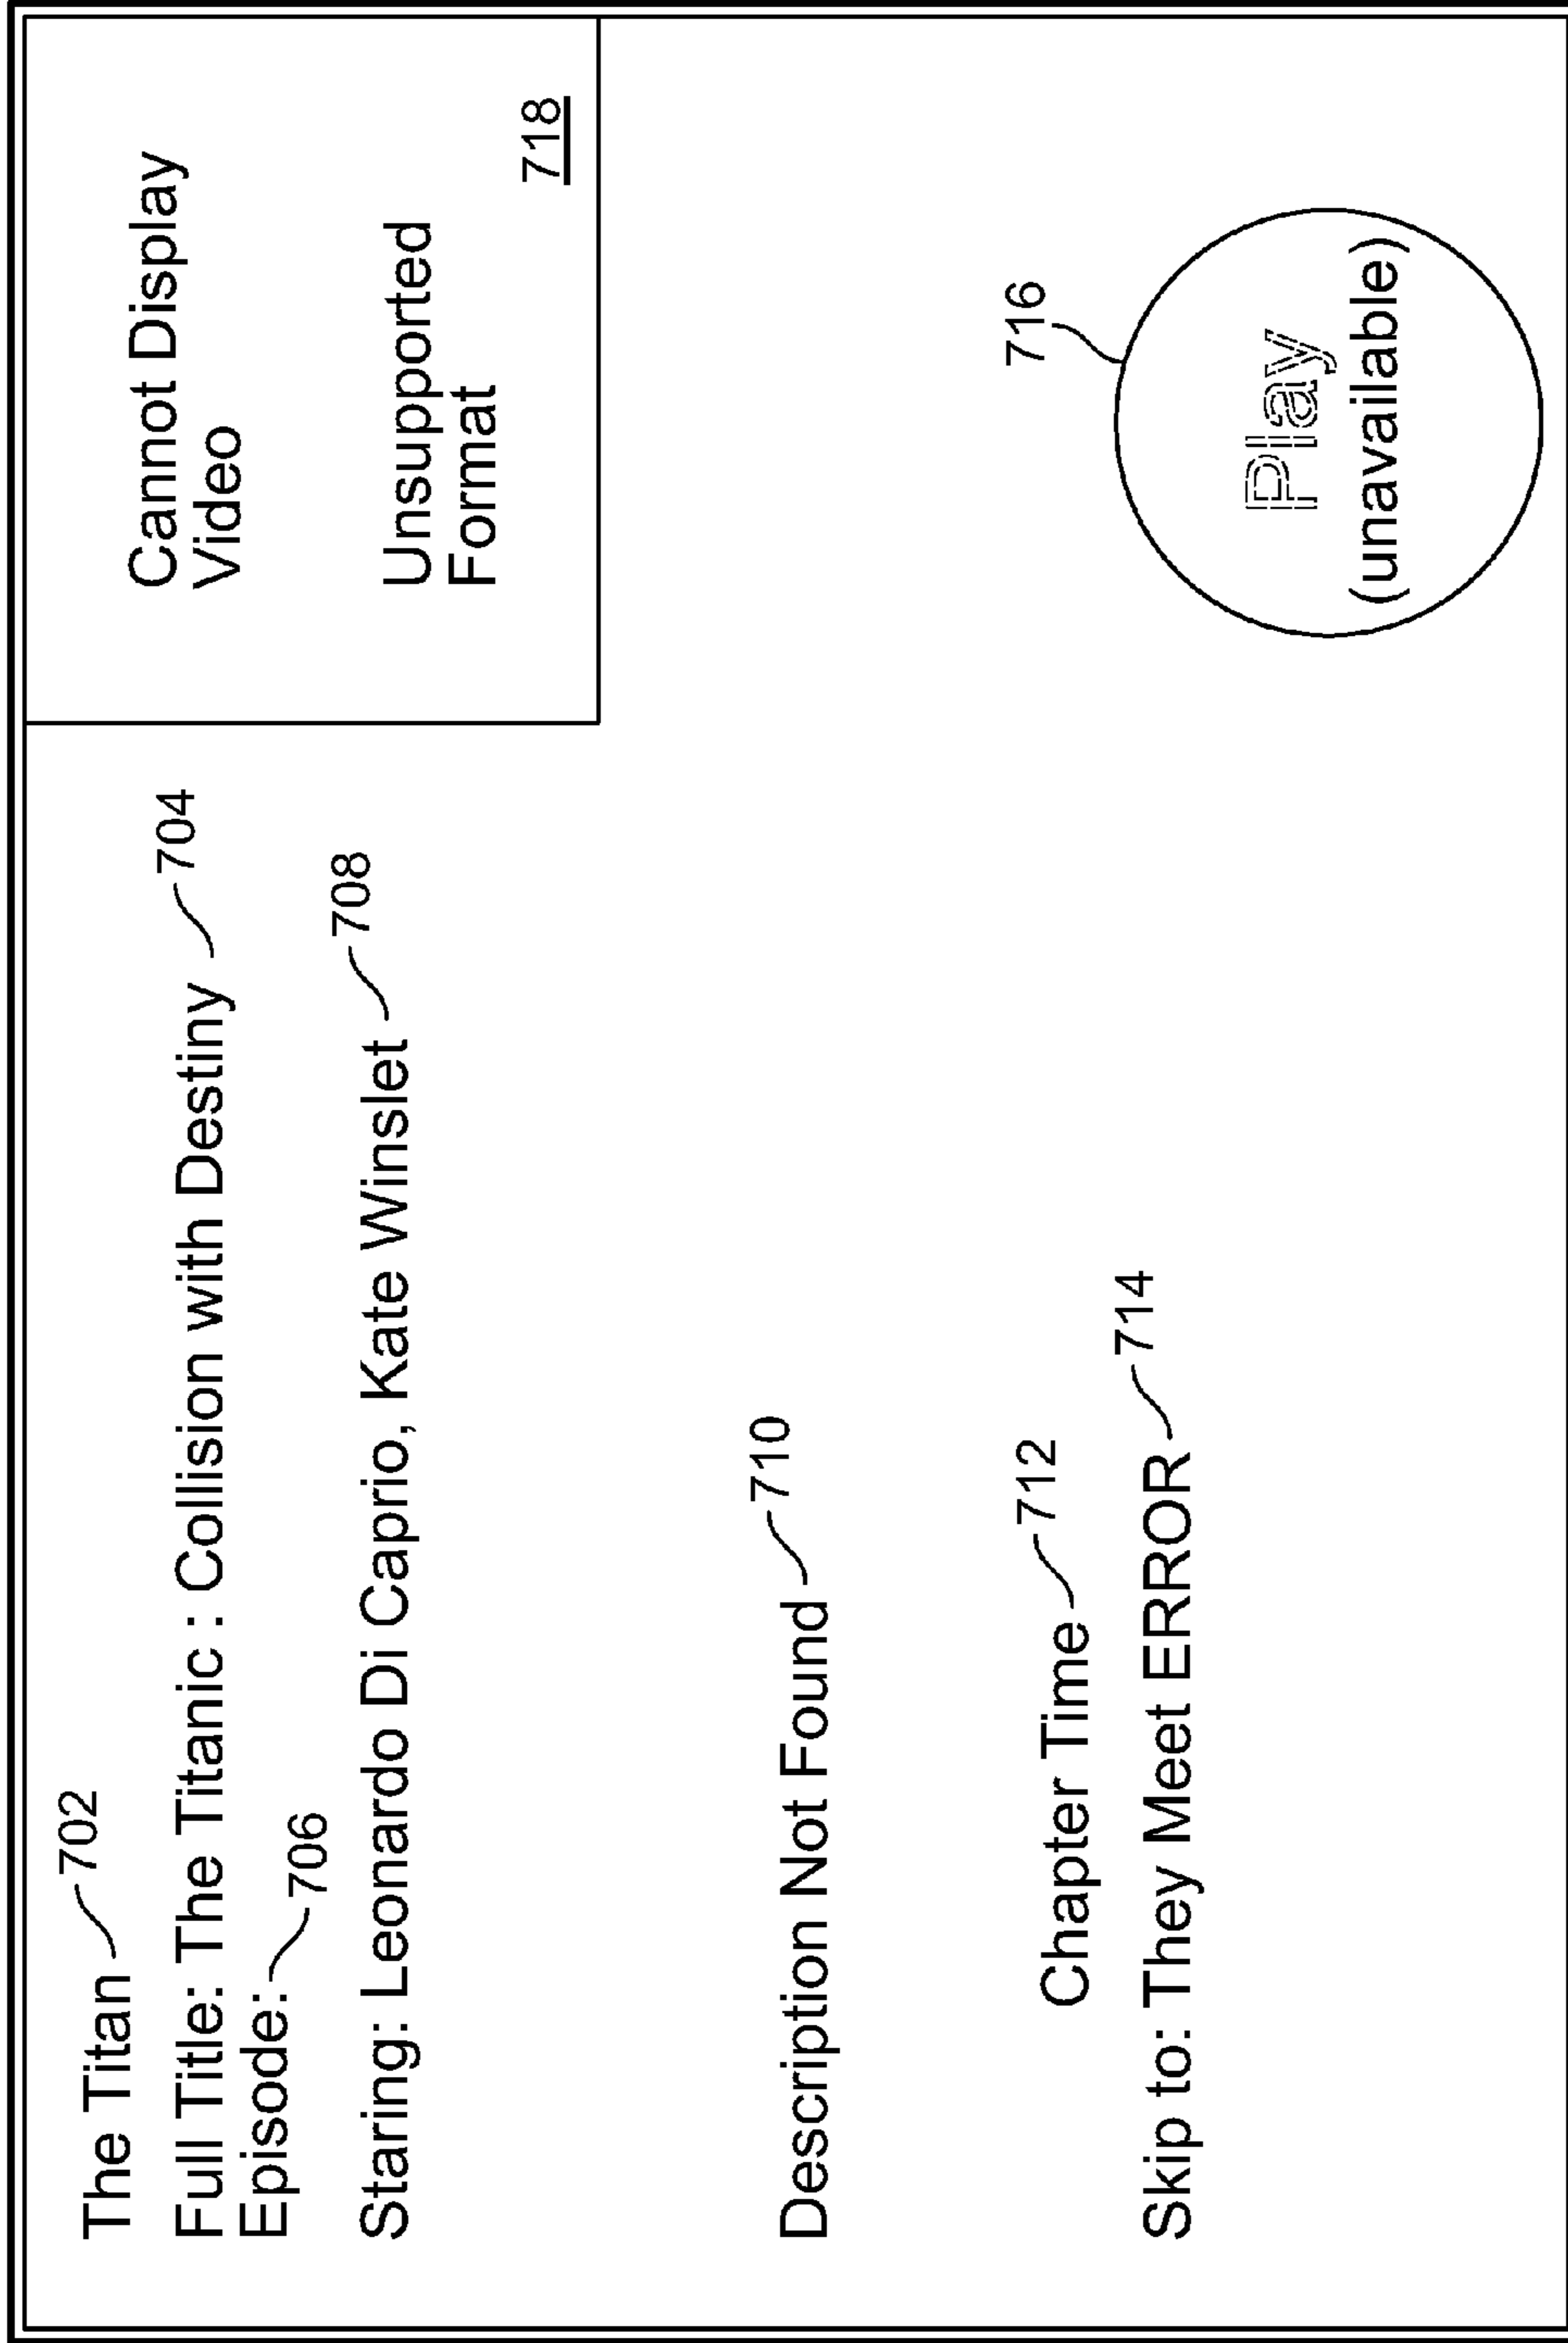 The Titan 702
Full Title: The Titanic : Collision with Destiny 704
Episode: 706
Staring: Leonardo Di Caprio, Kate Winslet 708
Cannot Display
Video
Unsupported
Format
718
Description Not Found 710
Chapter Time 712
Skip to: They Meet ERROR 714
716
Play
(unavailable)